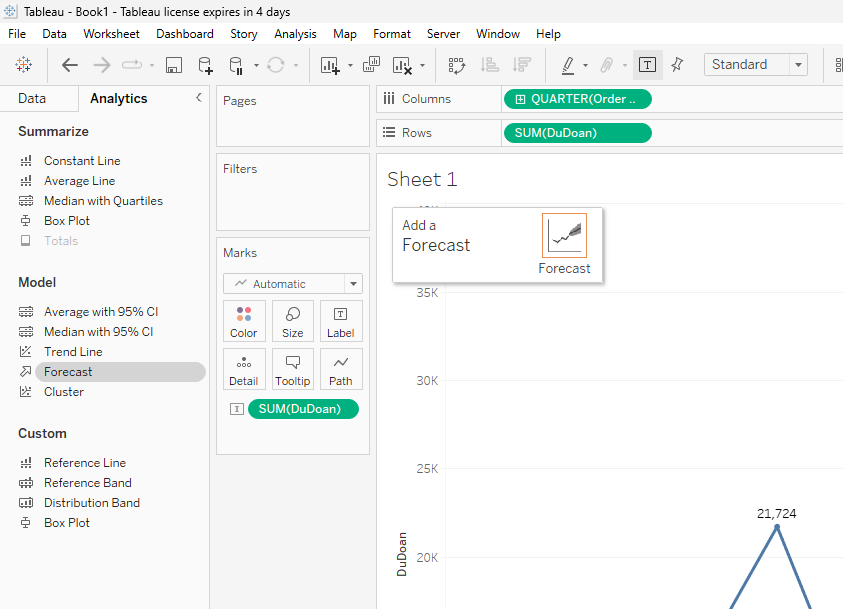 Tableau - Book1 - Tableau license expires in 4 days
File Data Worksheet Dashboard Story Analysis Map Format Server Window Help
Standard
Data Analytics
Summarize
Constant Line
Average Line
Median with Quartiles
Box Plot
Totals
Model
Average with 95% CI
Median with 95% CI
Trend Line
Forecast
Cluster
Custom
Reference Line
Reference Band
Distribution Band
Box Plot
Pages
Filters
Marks
Automatic
Color Size Label
Detail Tooltip Path
SUM(DuDoan)
Columns QUARTER(Order ..
Rows SUM(DuDoan)
Sheet 1
Add a
Forecast
Forecast
35K
30K
25K
21,724
20K
DuDoan